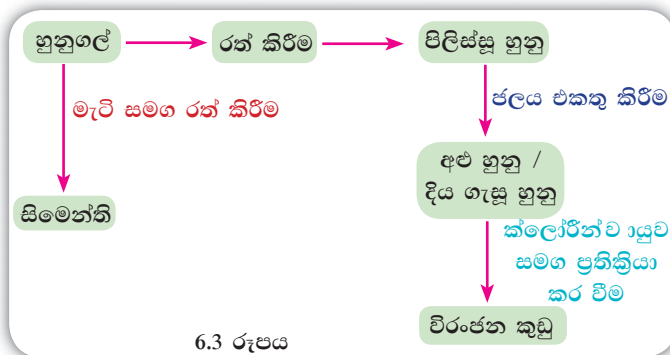 හුනුගල්
රත් කිරීම
පිලිස්සූ හුනු
මැටි සමග රත් කිරීම
ජලය එකතු කිරීම
අළු හුනු /
දිය ගැසූ හුනු
සිමෙන්ති
ක්ලෝරීන්ව ායුව
සමග ප්‍රතික්‍රියා
කර වීම
විරංජන කුඩු
6.3 රූපය